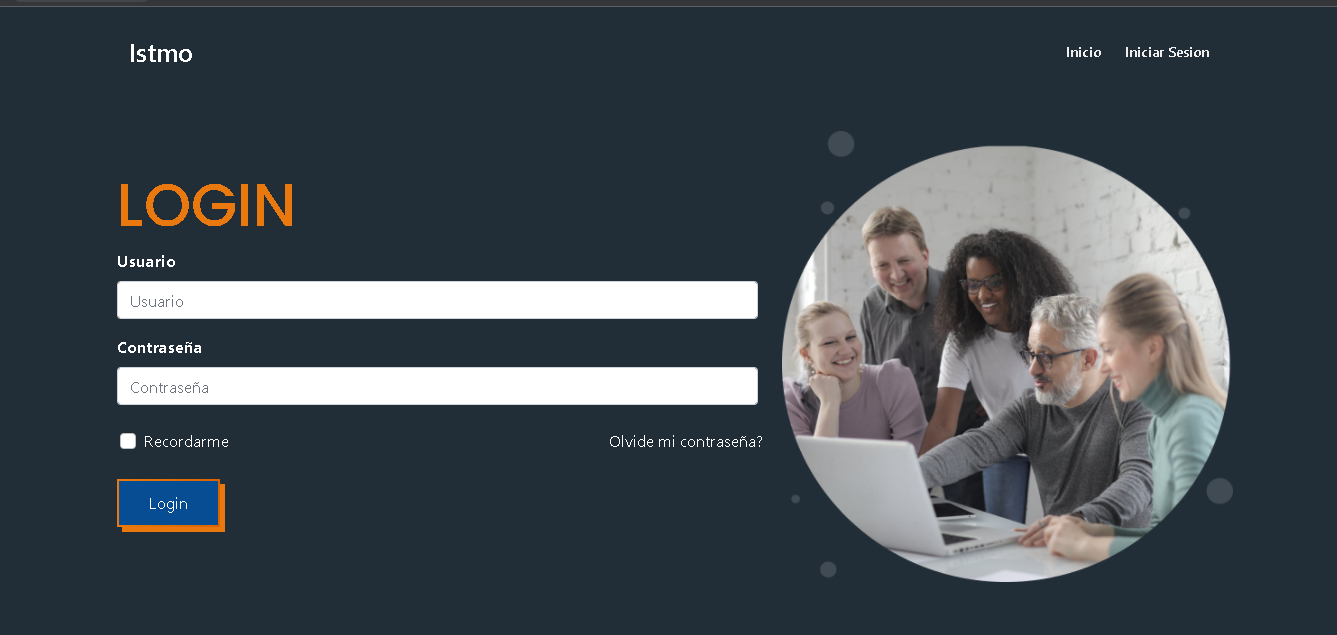 Istmo
Inicio
Iniciar Sesion
LOGIN
Usuario
Usuario
Contraseña
Contraseña
Recordarme
Olvide mi contraseña?
Login